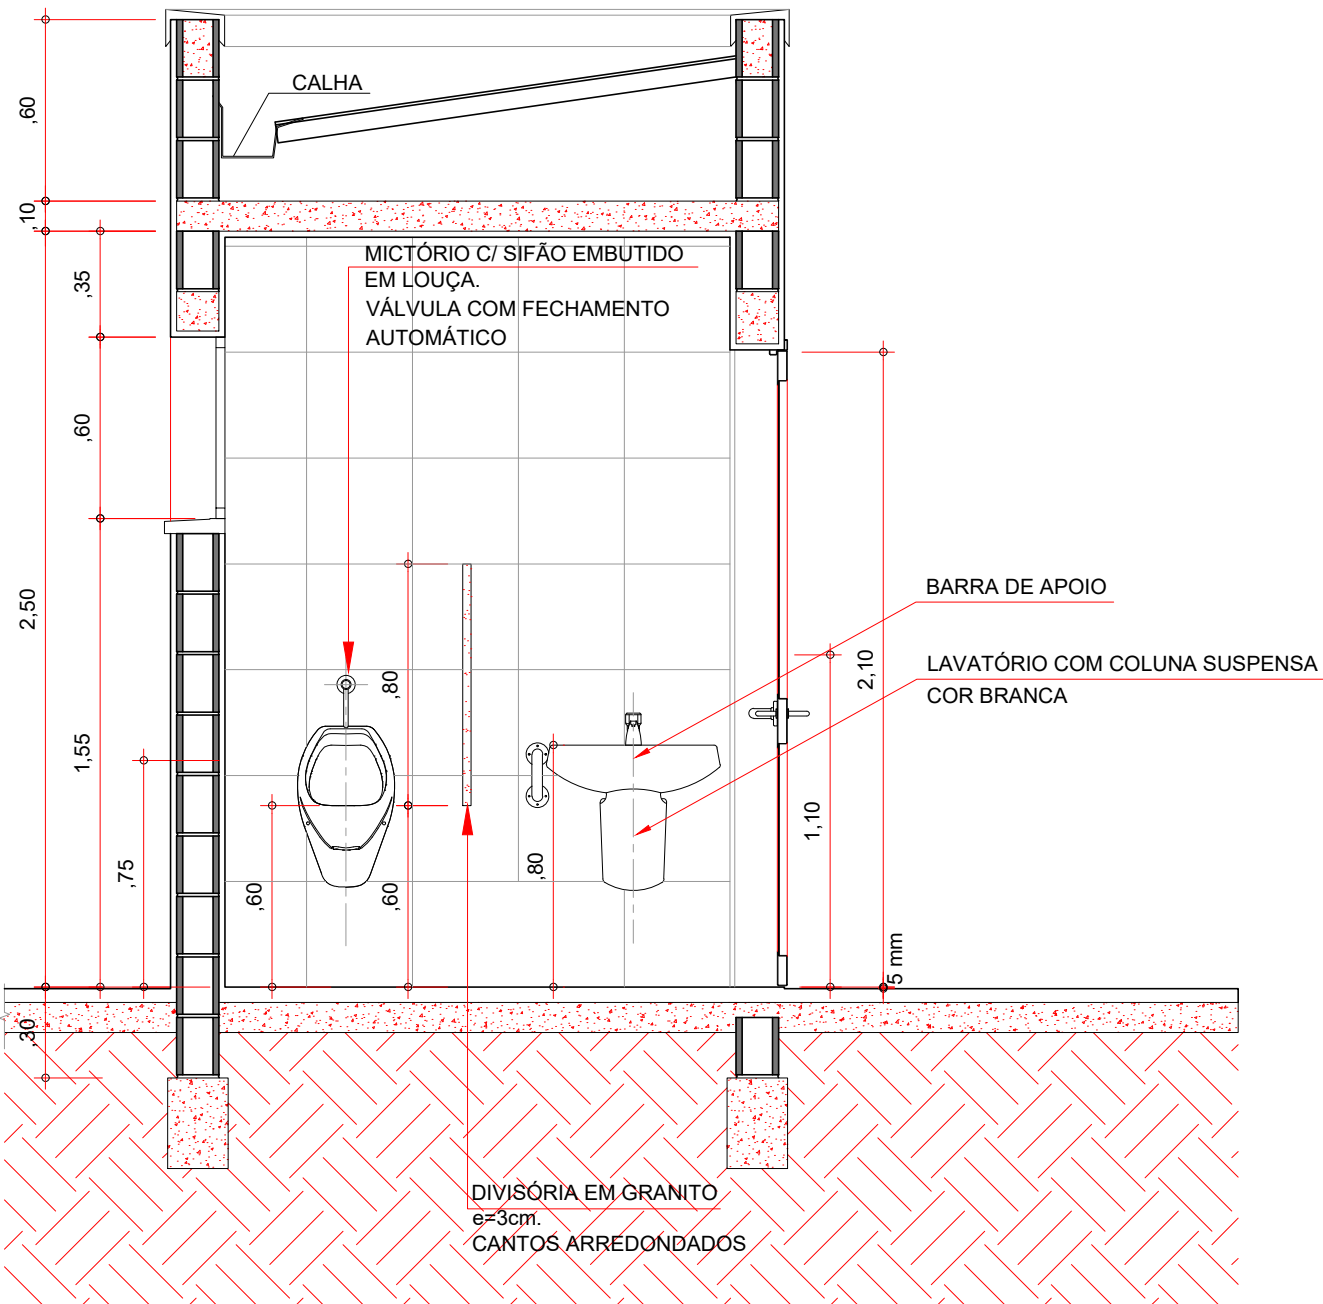 CALHA
,60
,10
MICTÓRIO C/ SIFÃO EMBUTIDO
EM LOUÇA.
VÁLVULA COM FECHAMENTO
AUTOMÁTICO
,35
,60
2,50
BARRA DE APOIO
LAVATÓRIO COM COLUNA SUSPENSA
COR BRANCA
2,10
,80
1,55
1,10
,75
,60
,60
,80
5 mm
,30
DIVISÓRIA EM GRANITO
e=3cm.
CANTOS ARREDONDADOS